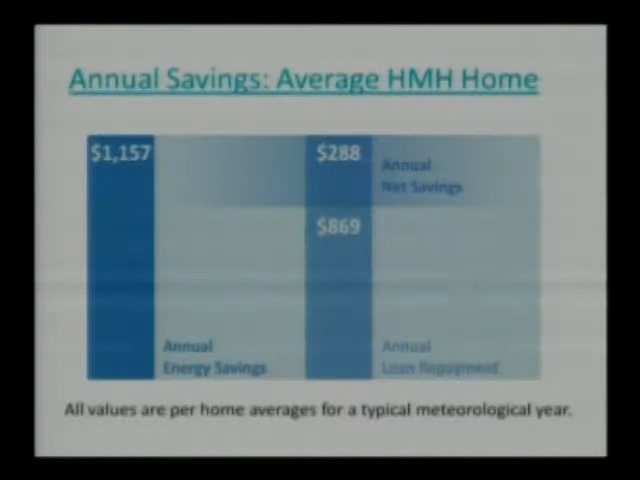 Annual Savings: Average HMH Home
$1,157
$288
Annual
Net Savings
$869
Annual
Energy Savings
Annual
Loan Repayment
All values are per home averages for a typical meteorological year.